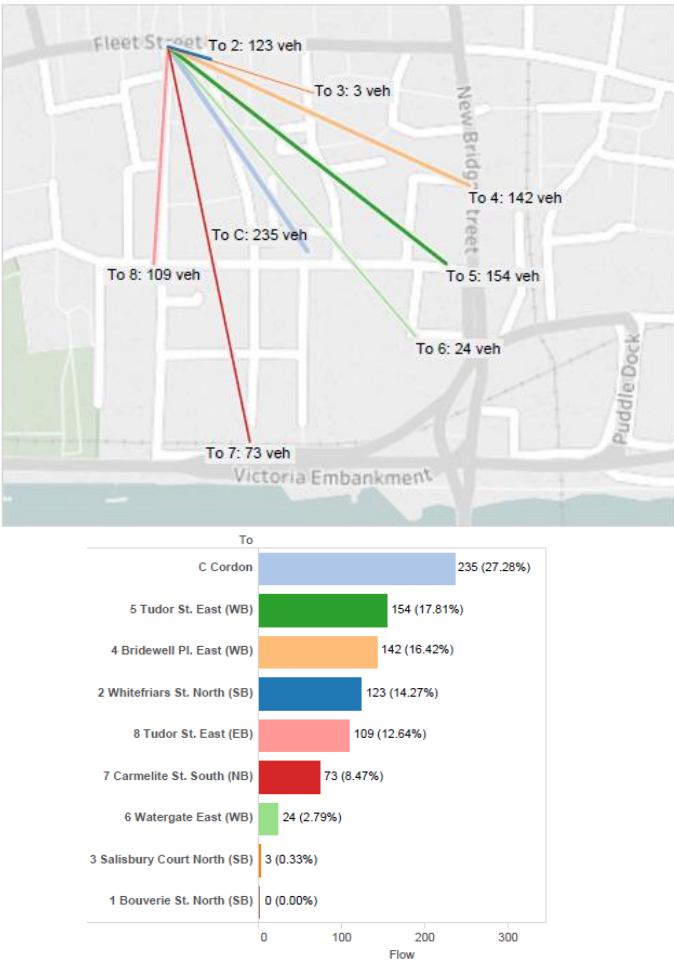 Fleet Street
To 2: 123 veh
To 3: 3 veh
New Bridge Street
To 4: 142 veh
To C: 235 veh
To 8: 109 veh
To 5: 154 veh
To 6: 24 veh
Puddle Dock
To 7: 73 veh
Victoria Embankment
To
C Cordon 235 (27.28%)
5 Tudor St. East (WB) 154 (17.81%)
4 Bridewell Pl. East (WB) 142 (16.42%)
2 Whitefriars St. North (SB) 123 (14.27%)
8 Tudor St. East (EB) 109 (12.64%)
7 Carmelite St. South (NB) 73 (8.47%)
6 Watergate East (WB) 24 (2.79%)
3 Salisbury Court North (SB) 3 (0.33%)
1 Bouverie St. North (SB) 0 (0.00%)
0 100 200 300
Flow